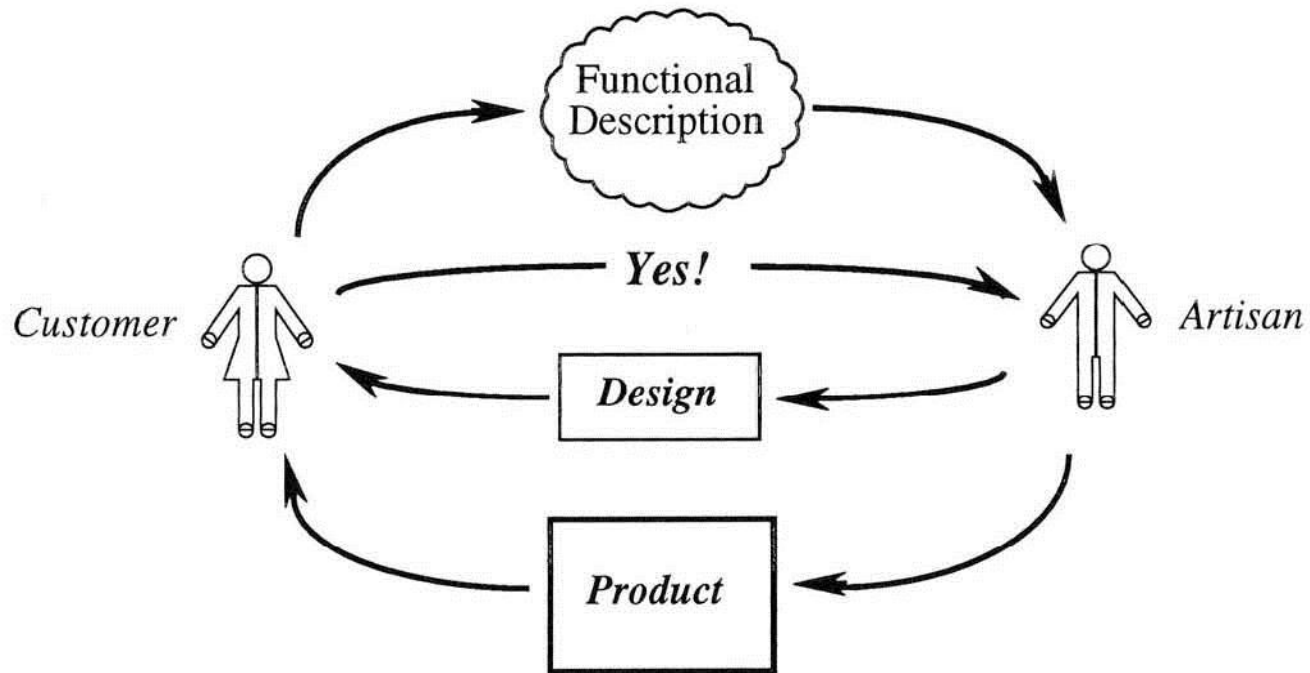 Functional
Description
Yes!
Customer
Artisan
Design
Product